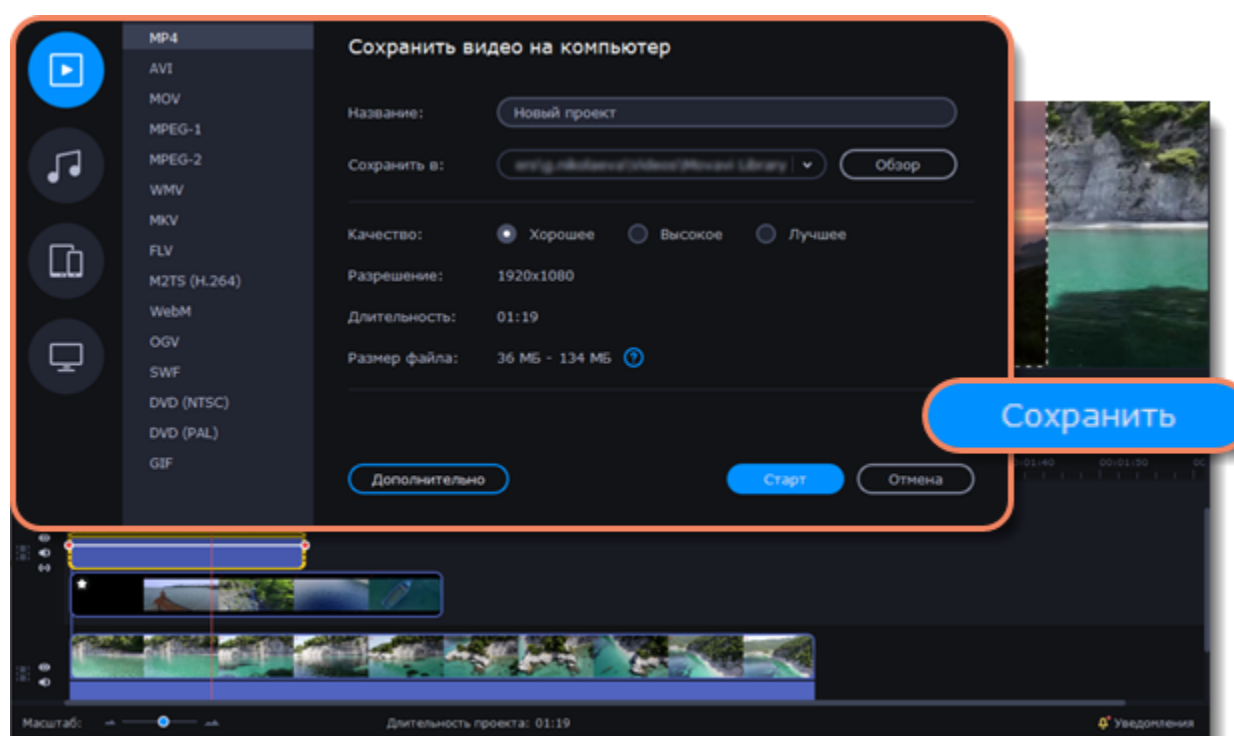 MP4
AVI
MOV
MPEG-1
MPEG-2
WMV
MKV
FLV
M2TS (H.264)
WebM
OGV
SWF
DVD (NTSC)
DVD (PAL)
GIF
Сохранить видео на компьютер
Название: Новый проект
Сохранить в: Обзор
Качество: Хорошее Высокое Лучшее
Разрешение: 1920x1080
Длительность: 01:19
Размер файла: 36 МБ - 134 МБ ?
Дополнительно Старт Отмена
Сохранить
00:01:50
Масштаб: Длительность проекта: 01:19 Уведомления